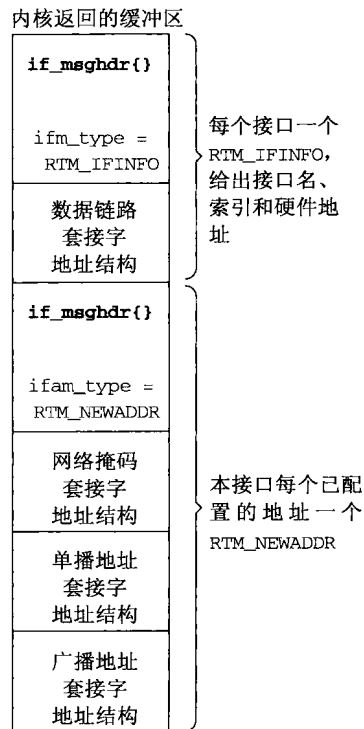 内核返回的缓冲区
if_msghdr{}
ifm_type =
RTM_IFINFO
数据链路
套接字
地址结构
每个接口一个
RTM_IFINFO,
给出接口名、
索引和硬件地
址
if_msghdr{}
ifam_type =
RTM_NEWADDR
网络掩码
套接字
地址结构
单播地址
套接字
地址结构
广播地址
套接字
地址结构
本接口每个已配
置的地址一个
RTM_NEWADDR